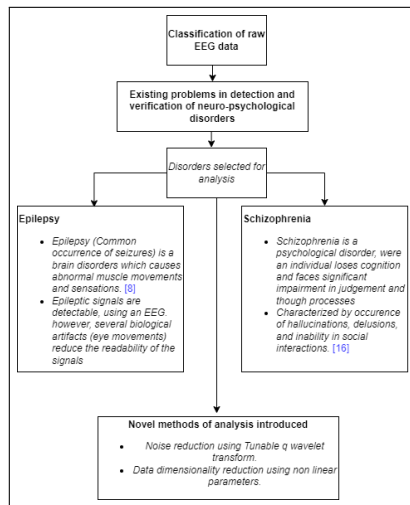 Classification of raw
EEG data
Existing problems in detection and
verification of neuro-psychological
disorders
Disorders selected for
analysis
Epilepsy
• Epilepsy (Common
occurrence of seizures) is a
brain disorders which causes
abnormal muscle movements
and sensations. [8]
• Epileptic signals are
detectable, using an EEG.
however, several biological
artifacts (eye movements)
reduce the readability of the
signals
Schizophrenia
• Schizophrenia is a
psychological disorder, were
an individual loses cognition
and faces significant
impairment in judgement and
though processes
• Characterized by occurence
of hallucinations, delusions,
and inability in social
interactions. [16]
Novel methods of analysis introduced
• Noise reduction using Tunable q wavelet
transform.
• Data dimensionality reduction using non linear
parameters.